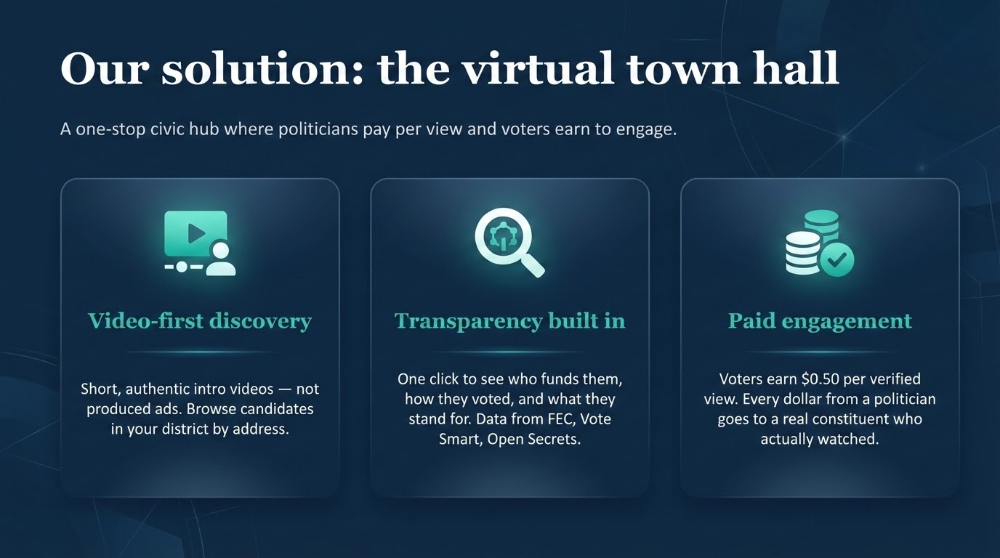 Our solution: the virtual town hall
A one-stop civic hub where politicians pay per view and voters earn to engage.
Video-first discovery
Short, authentic intro videos — not
produced ads. Browse candidates
in your district by address.
Transparency built in
One click to see who funds them,
how they voted, and what they
stand for. Data from FEC, Vote
Smart, Open Secrets.
Paid engagement
Voters earn $0.50 per verified
view. Every dollar from a politician
goes to a real constituent who
actually watched.